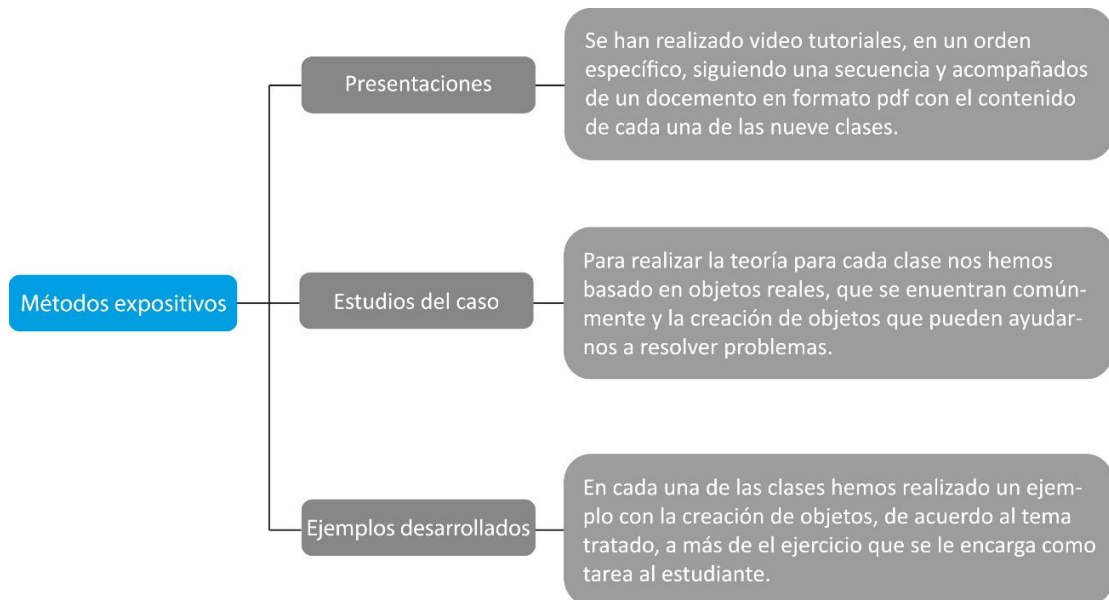 Presentaciones
Se han realizado video tutoriales, en un orden
específico, siguiendo una secuencia y acompañados
de un docemento en formato pdf con el contenido
de cada una de las nueve clases.
Métodos expositivos
Estudios del caso
Para realizar la teoría para cada clase nos hemos
basado en objetos reales, que se enuentran común-
mente y la creación de objetos que pueden ayudar-
nos a resolver problemas.
Ejemplos desarrollados
En cada una de las clases hemos realizado un ejem-
plo con la creación de objetos, de acuerdo al tema
tratado, a más de el ejercicio que se le encarga como
tarea al estudiante.